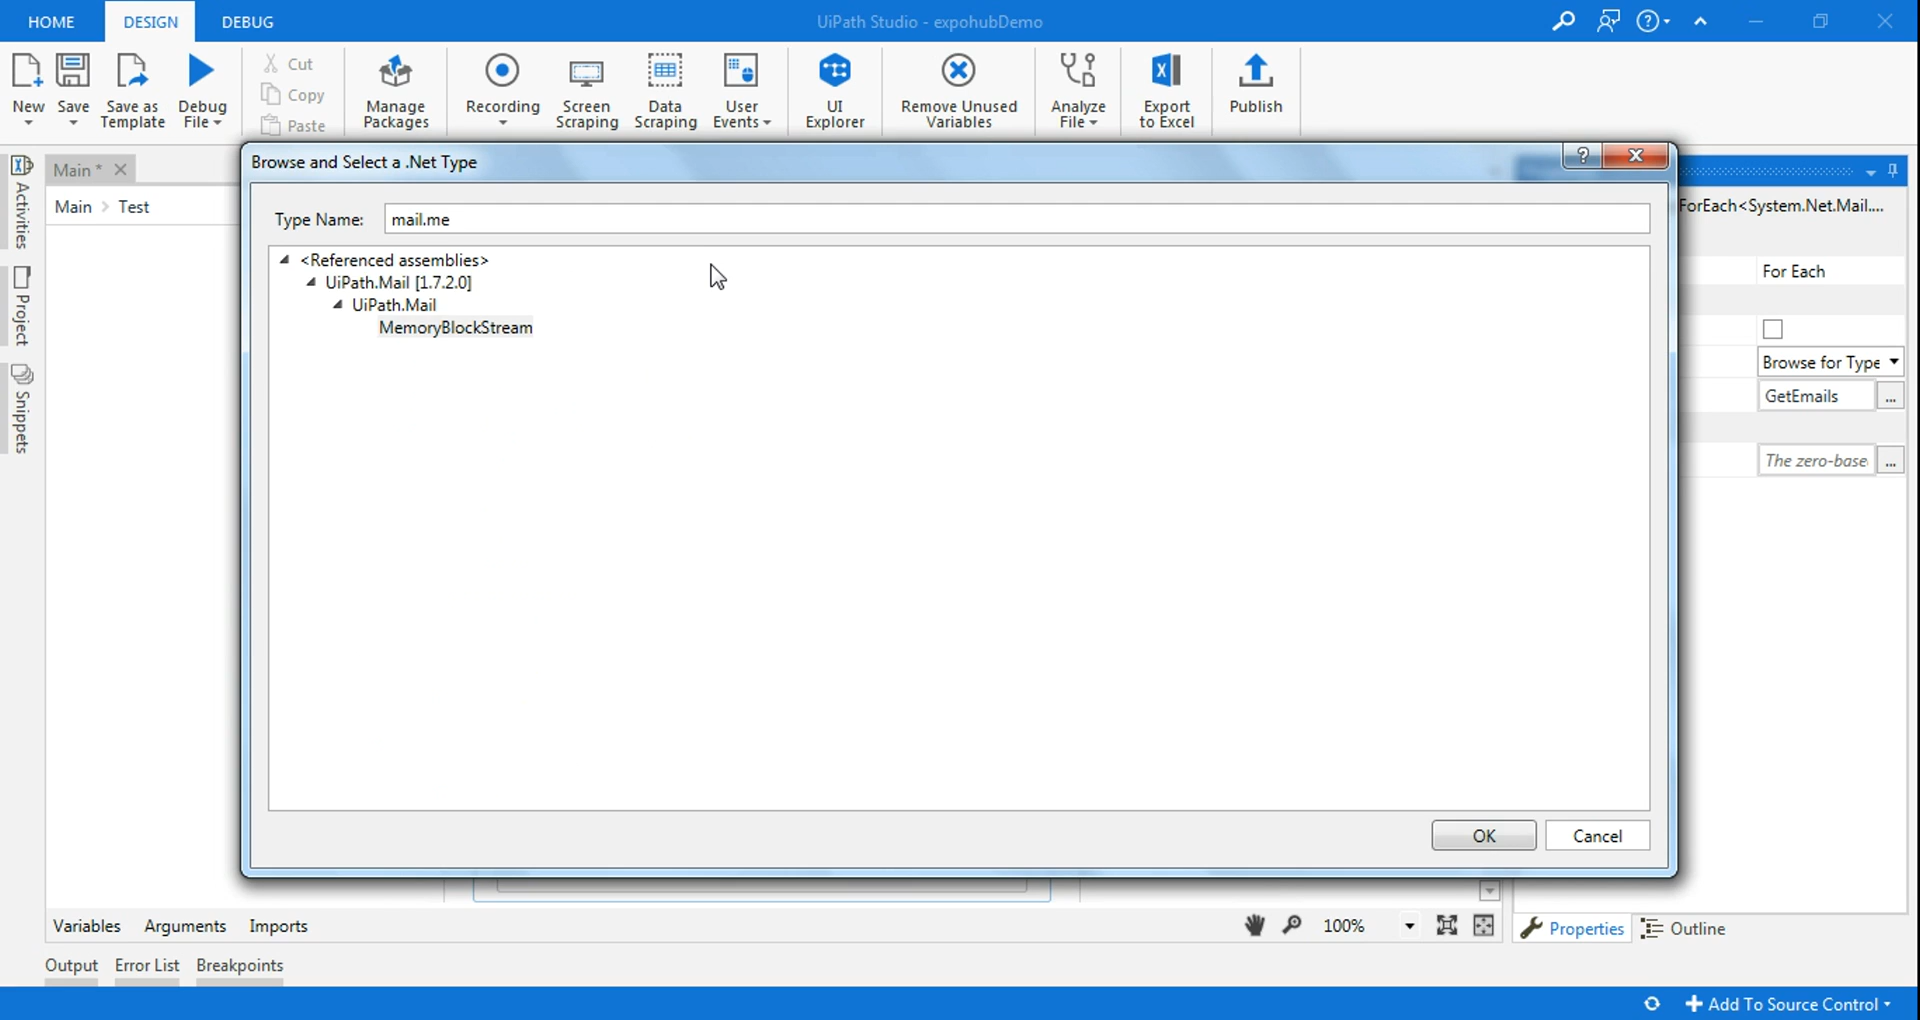 HOME DESIGN DEBUG UiPath Studio - expohubDemo
New Save Save as Template Debug File
Cut
Copy
Paste
Manage Packages
Recording Screen Scraping Data Scraping User Events
UI Explorer
Remove Unused Variables
Analyze File
Export to Excel
Publish
Activities
Project
Snippets
Main *
Main > Test
Browse and Select a .Net Type
Type Name: mail.me
<Referenced assemblies>
UiPath.Mail [1.7.2.0]
UiPath.Mail
MemoryBlockStream
OK Cancel
ForEach<System.Net.Mail....
For Each
Browse for Type
GetEmails ...
The zero-base ...
Variables Arguments Imports 100%
Properties Outline
Output Error List Breakpoints
Add To Source Control